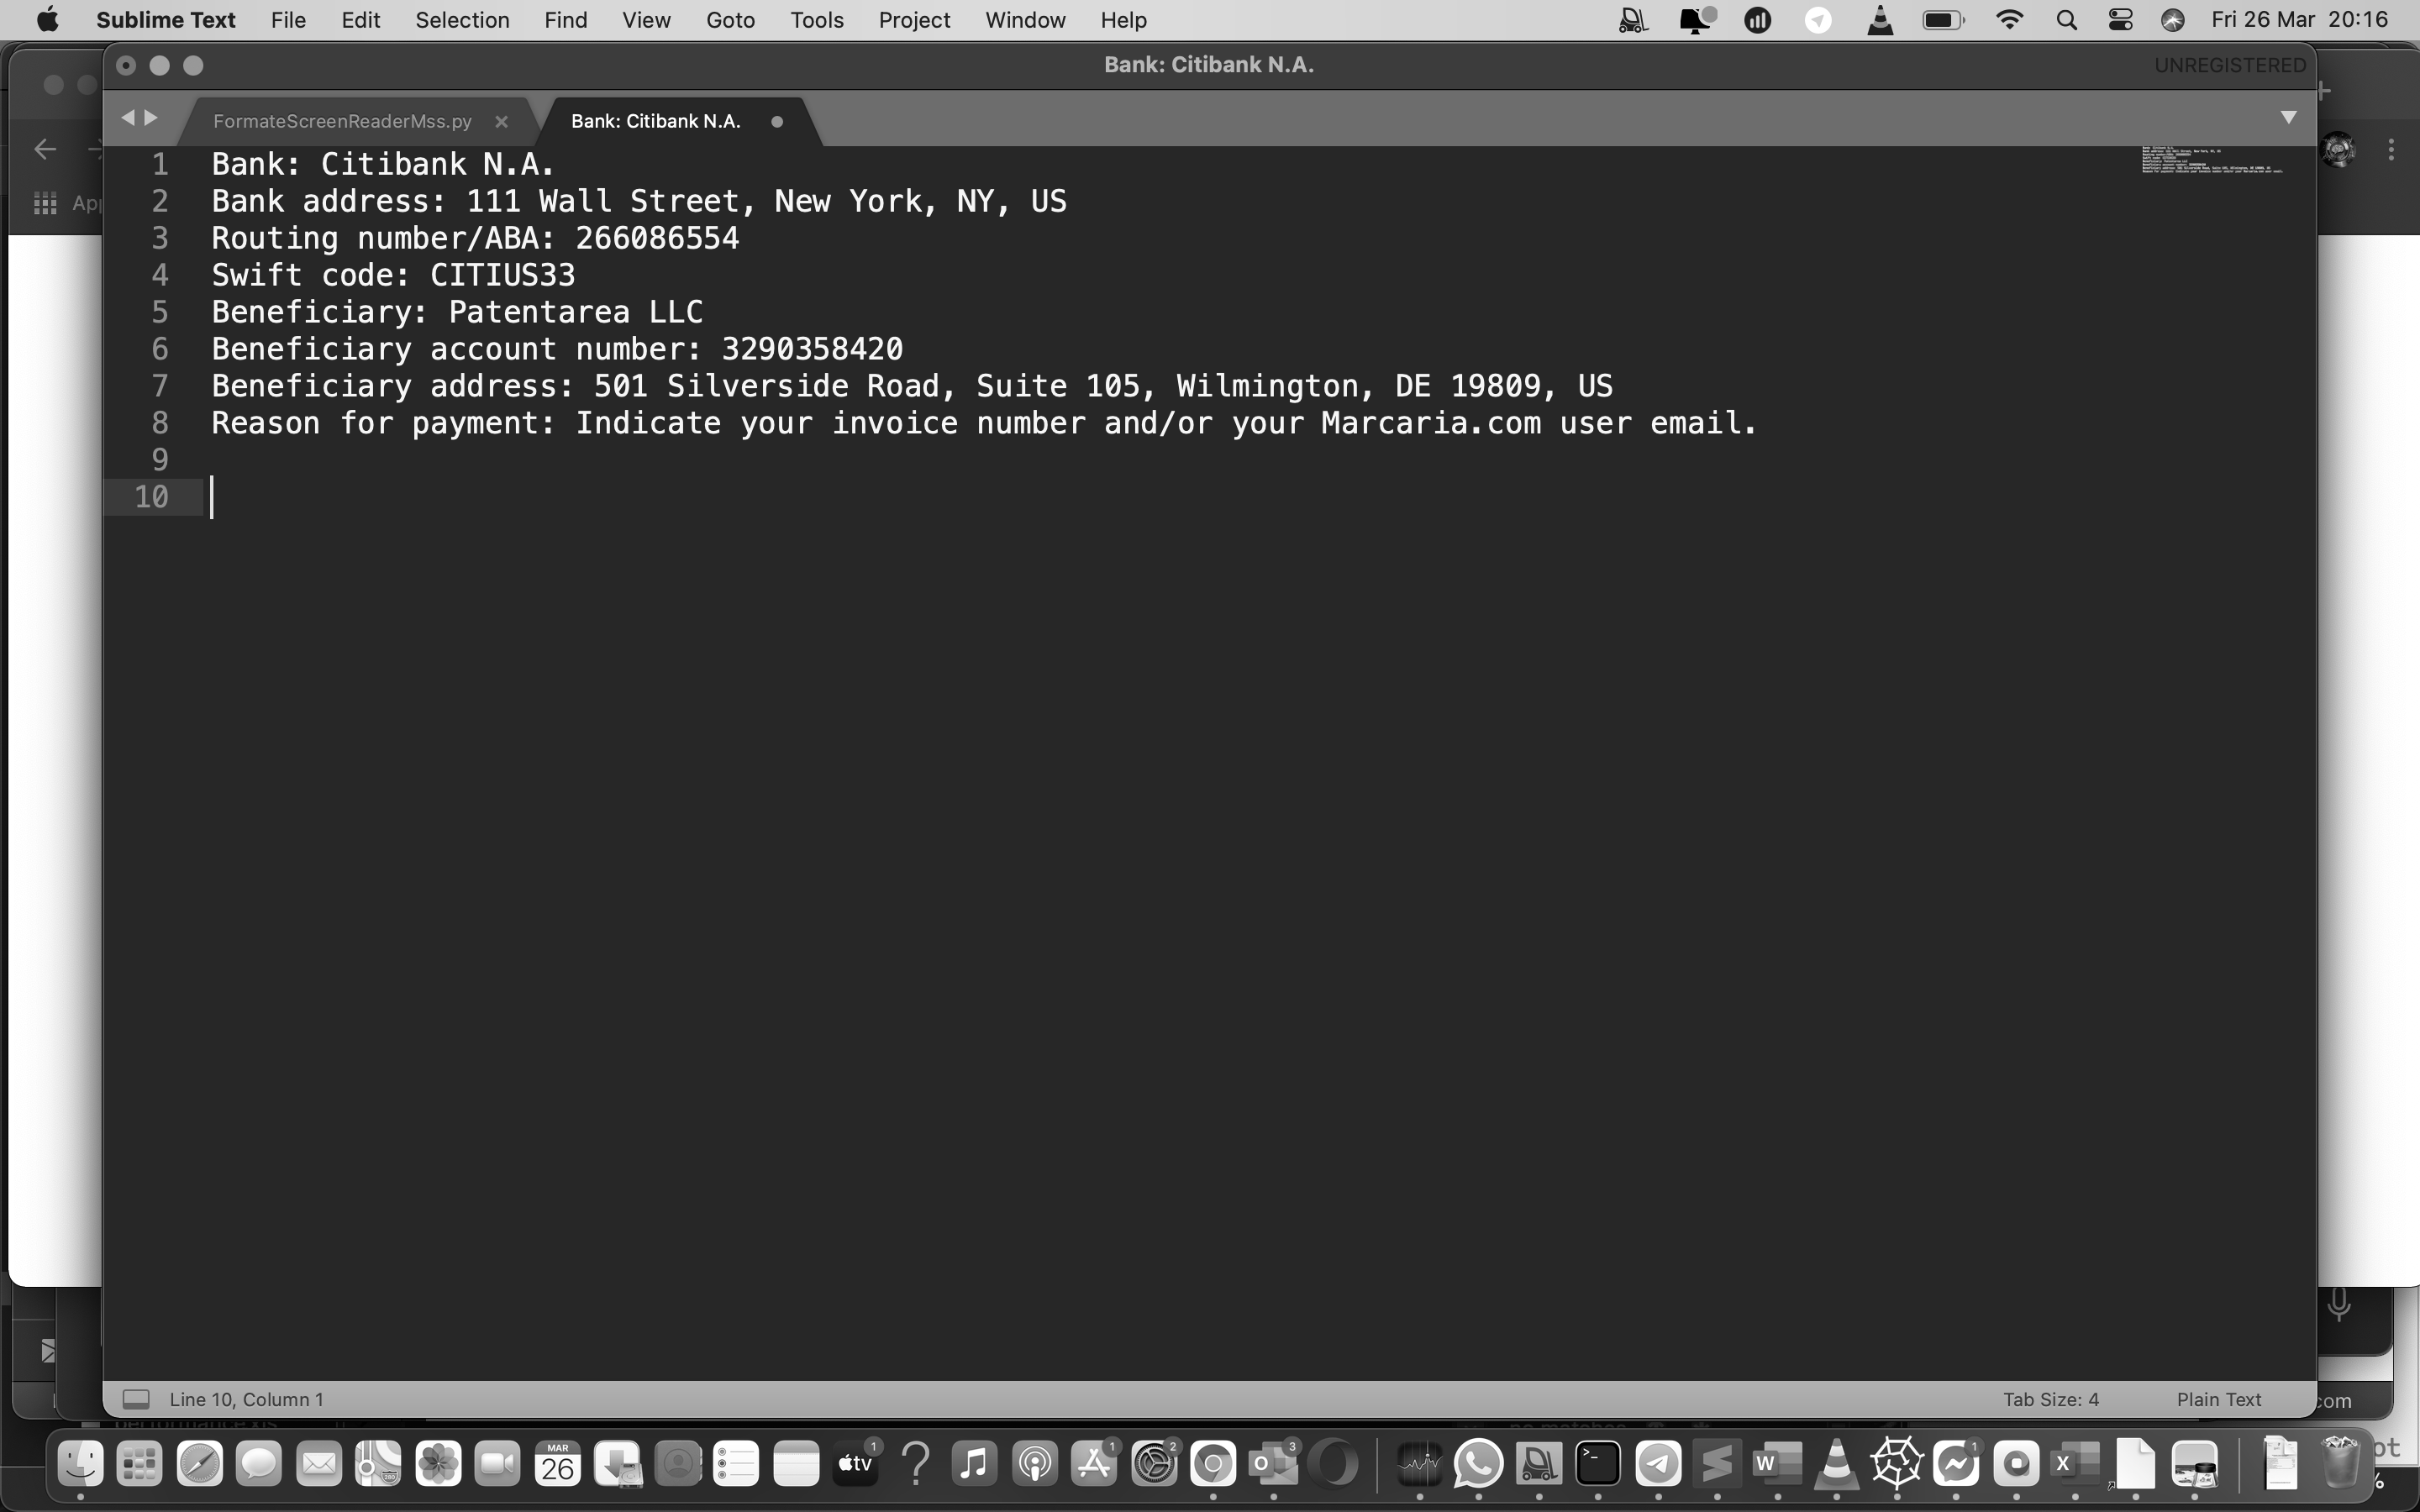 Sublime Text File Edit Selection Find View Goto Tools Project Window Help Fri 26 Mar 20:16
Bank: Citibank N.A. UNREGISTERED
FormateScreenReaderMss.py Bank: Citibank N.A.
1 Bank: Citibank N.A.
2 Bank address: 111 Wall Street, New York, NY, US
3 Routing number/ABA: 266086554
4 Swift code: CITIUS33
5 Beneficiary: Patentarea LLC
6 Beneficiary account number: 3290358420
7 Beneficiary address: 501 Silverside Road, Suite 105, Wilmington, DE 19809, US
8 Reason for payment: Indicate your invoice number and/or your Marcaria.com user email.
9
10
Line 10, Column 1 Tab Size: 4 Plain Text
MAR
26
tv